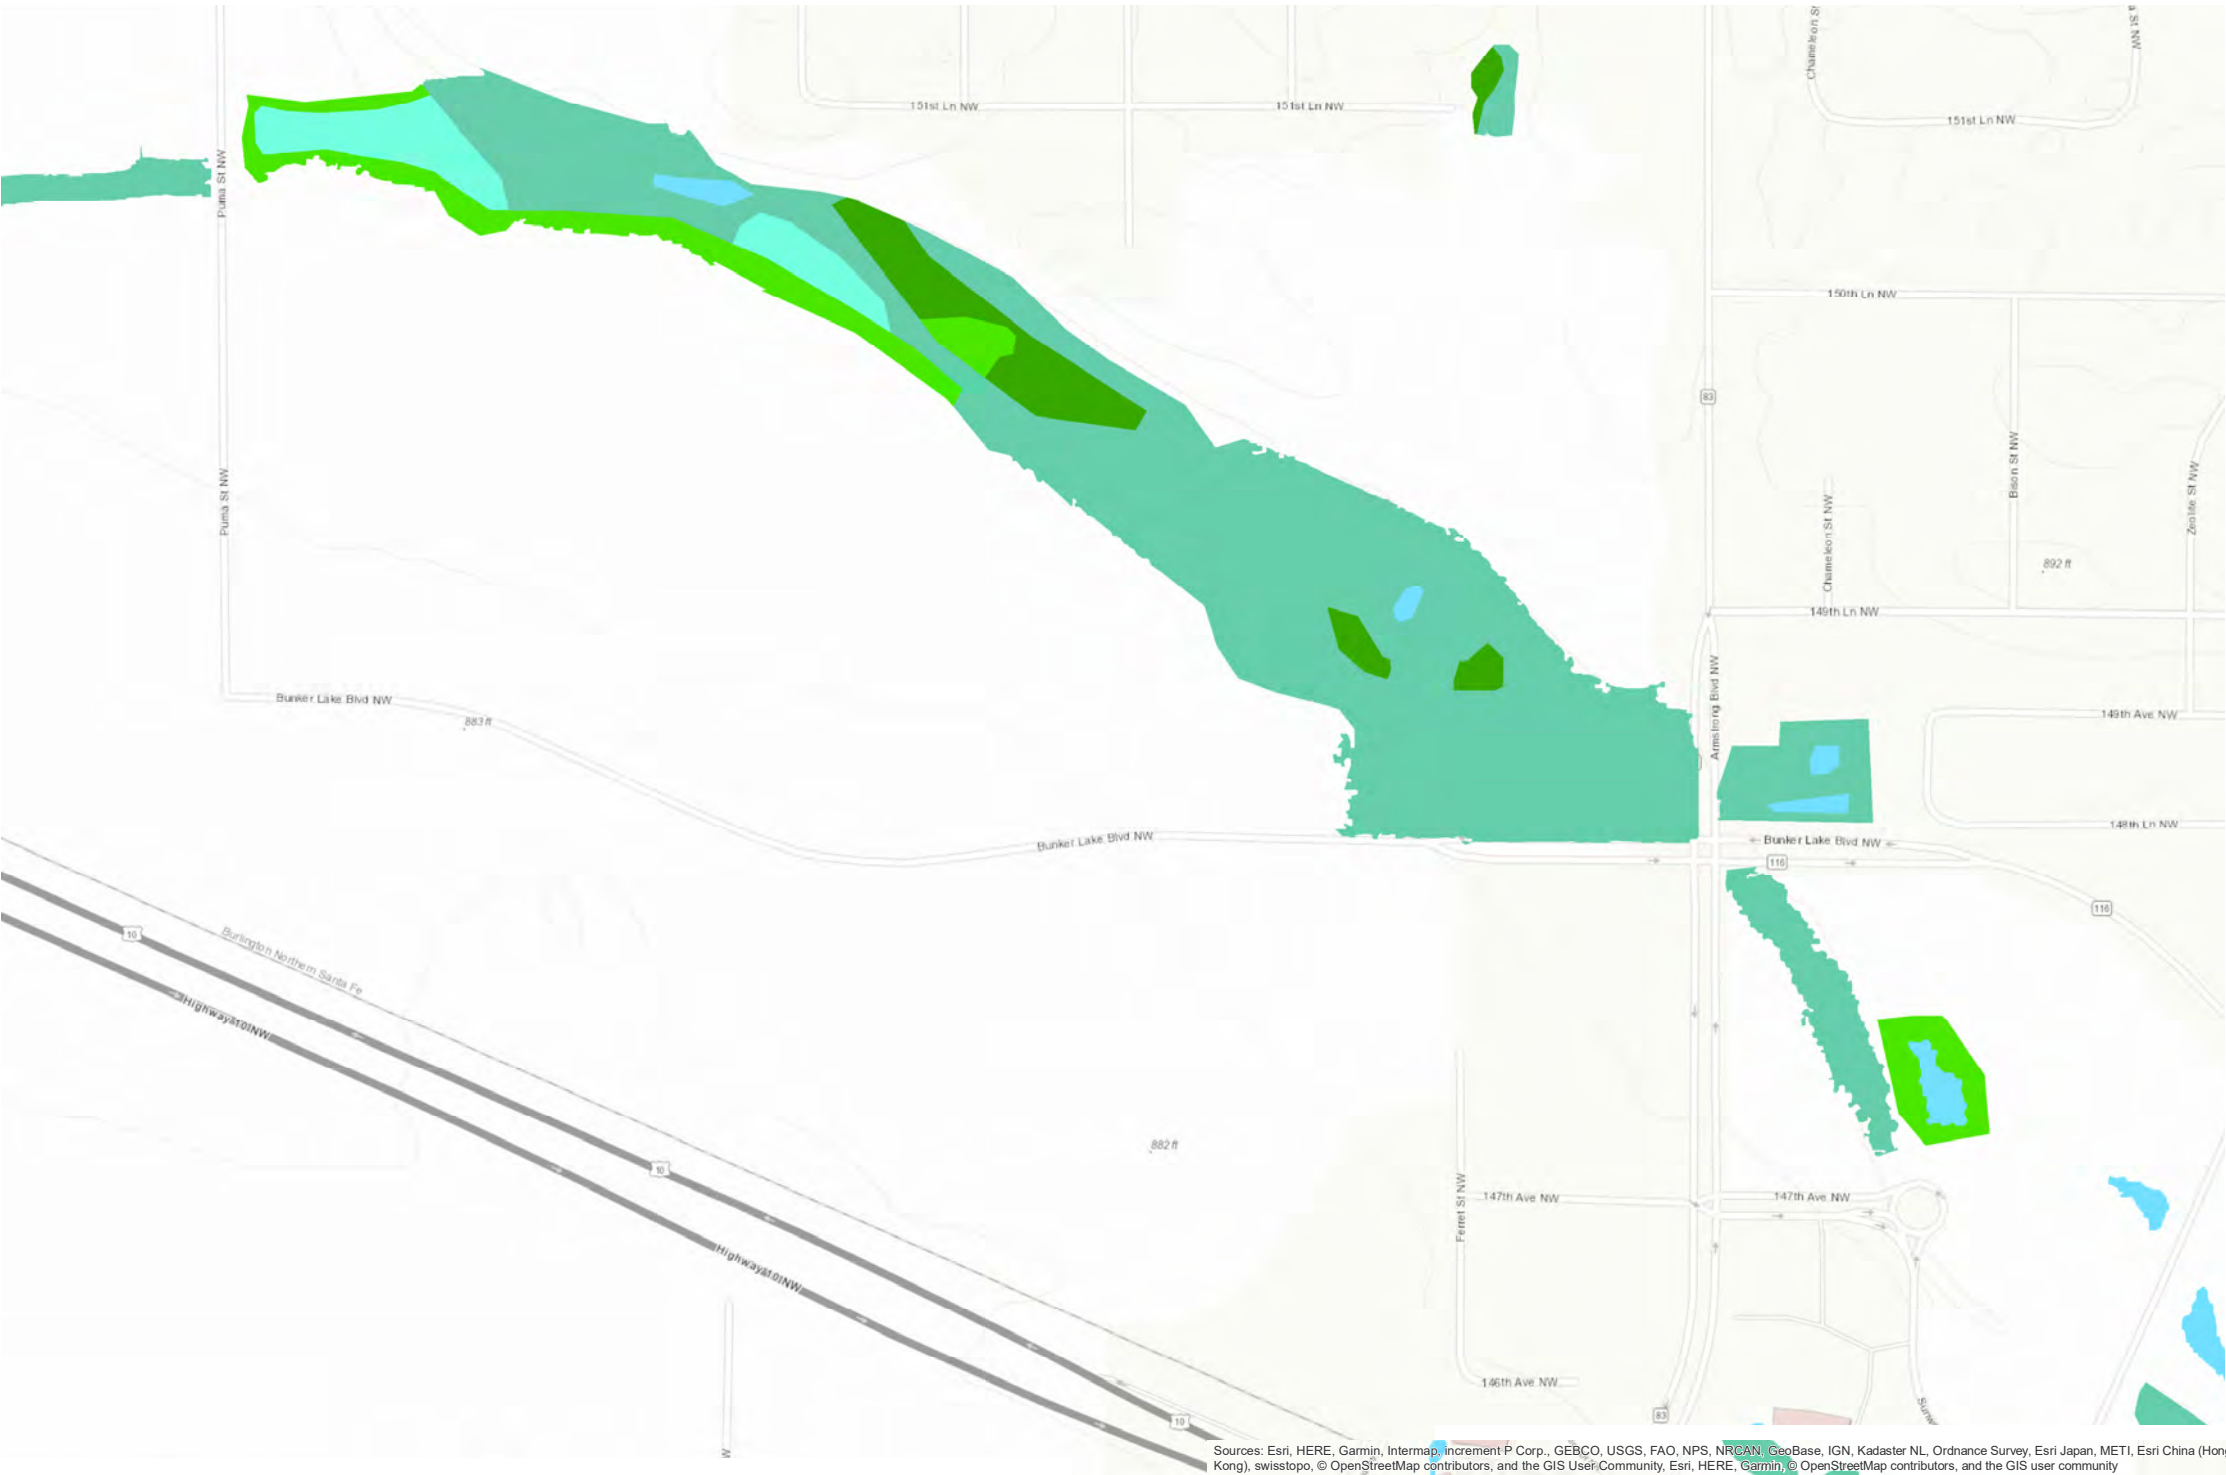 Chameleon St
a St NW
151st Ln NW
151st Ln NW
151st Ln NW
Puma St NW
150th Ln NW
83
Bison St NW
Zeolite St NW
Puma St NW
Chameleon St NW
892 ft
149th Ln NW
Armstrong Blvd NW
Bunker Lake Blvd NW
883 ft
149th Ave NW
148th Ln NW
Bunker Lake Blvd NW
Bunker Lake Blvd NW
116
116
10
Burlington Northern Santa Fe
Highway 10 NW
882 ft
10
Ferret St NW
147th Ave NW
147th Ave NW
Highway 10 NW
146th Ave NW
83
10
Sunw
W
Sources: Esri, HERE, Garmin, Intermap, increment P Corp., GEBCO, USGS, FAO, NPS, NRCAN, GeoBase, IGN, Kadaster NL, Ordnance Survey, Esri Japan, METI, Esri China (Hong
Kong), swisstopo, © OpenStreetMap contributors, and the GIS User Community, Esri, HERE, Garmin, © OpenStreetMap contributors, and the GIS user community